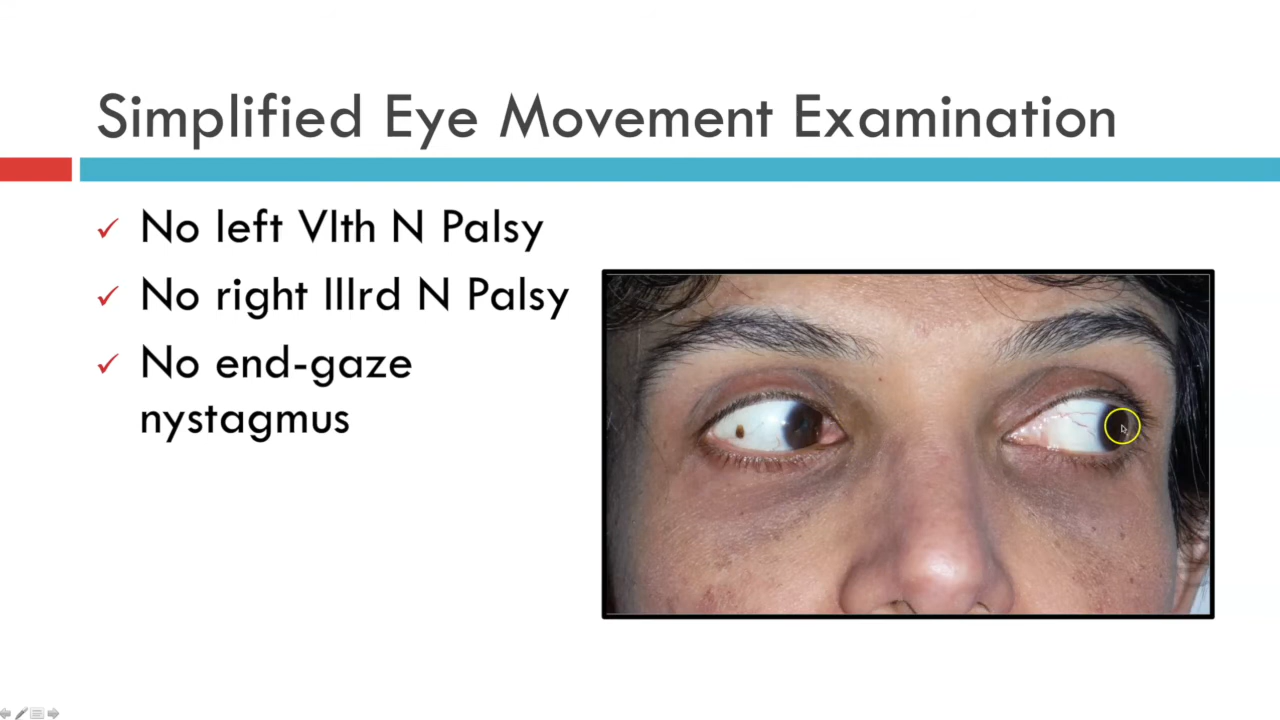 Simplified Eye Movement Examination
✓ No left VIth N Palsy
✓ No right IIIrd N Palsy
✓ No end-gaze
nystagmus